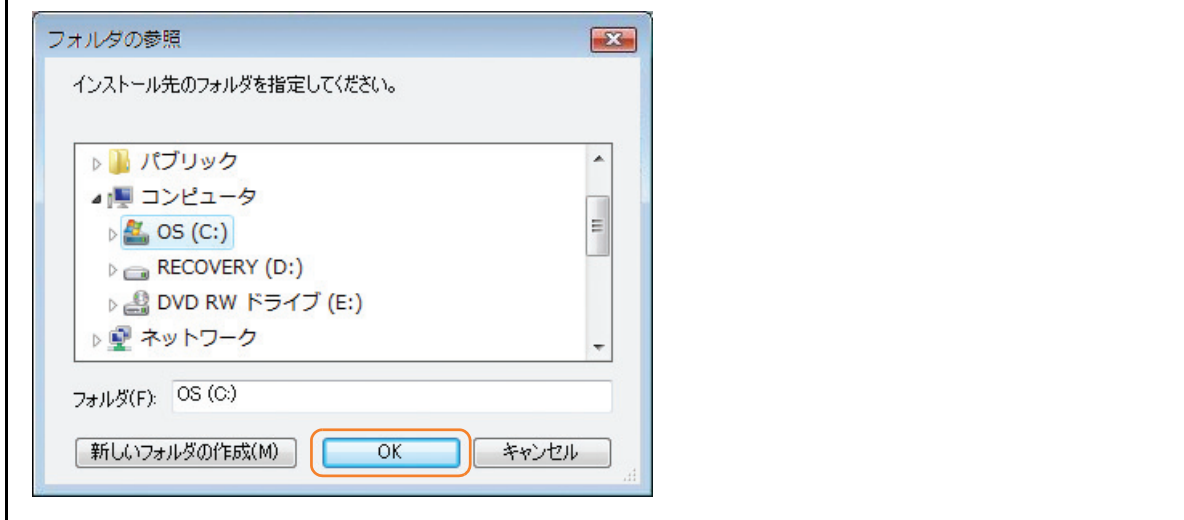 フォルダの参照
インストール先のフォルダを指定してください。
パブリック
コンピュータ
OS (C:)
RECOVERY (D:)
DVD RW ドライブ (E:)
ネットワーク
フォルダ(F): OS (C:)
新しいフォルダの作成(M) OK キャンセル